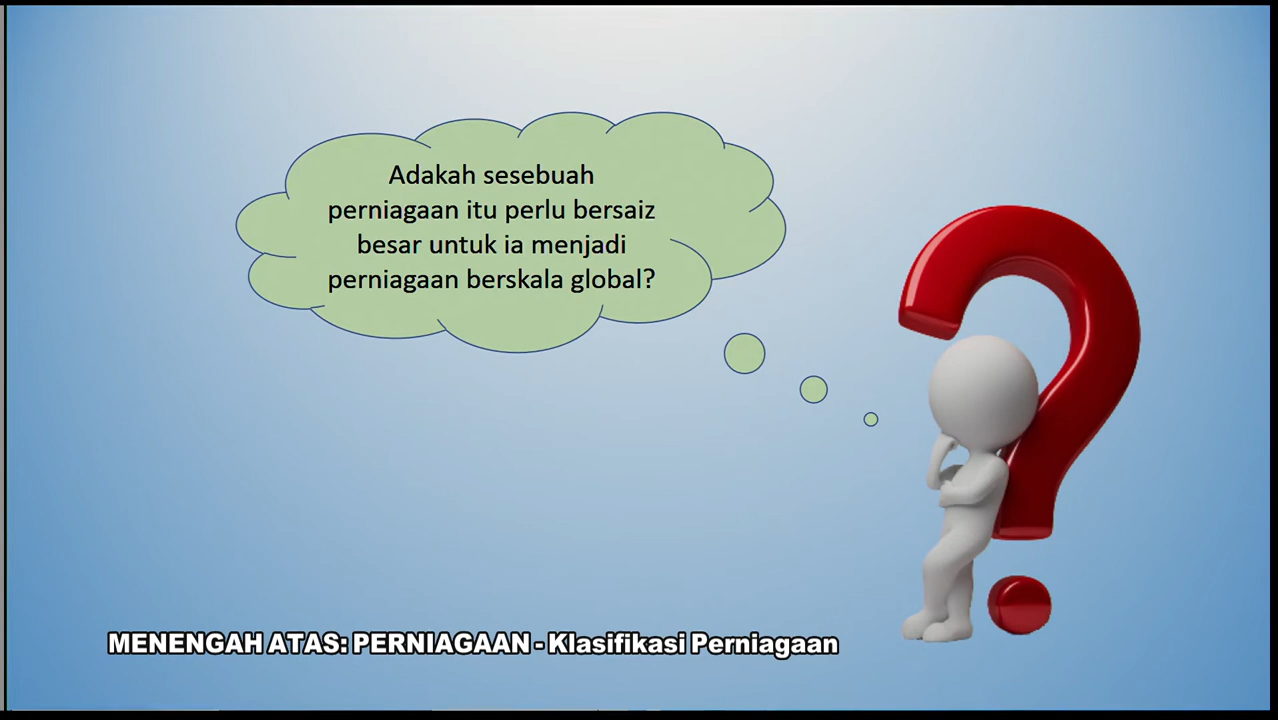 Adakah sesebuah
perniagaan itu perlu bersaiz
besar untuk ia menjadi
perniagaan berskala global?
MENENGAH ATAS: PERNIAGAAN - Klasifikasi Perniagaan